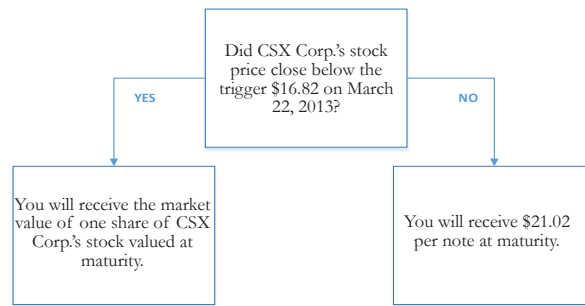 Did CSX Corp.'s stock
price close below the
trigger $16.82 on March
22, 2013?
YES
NO
You will receive the market
value of one share of CSX
Corp.'s stock valued at
maturity.
You will receive $21.02
per note at maturity.